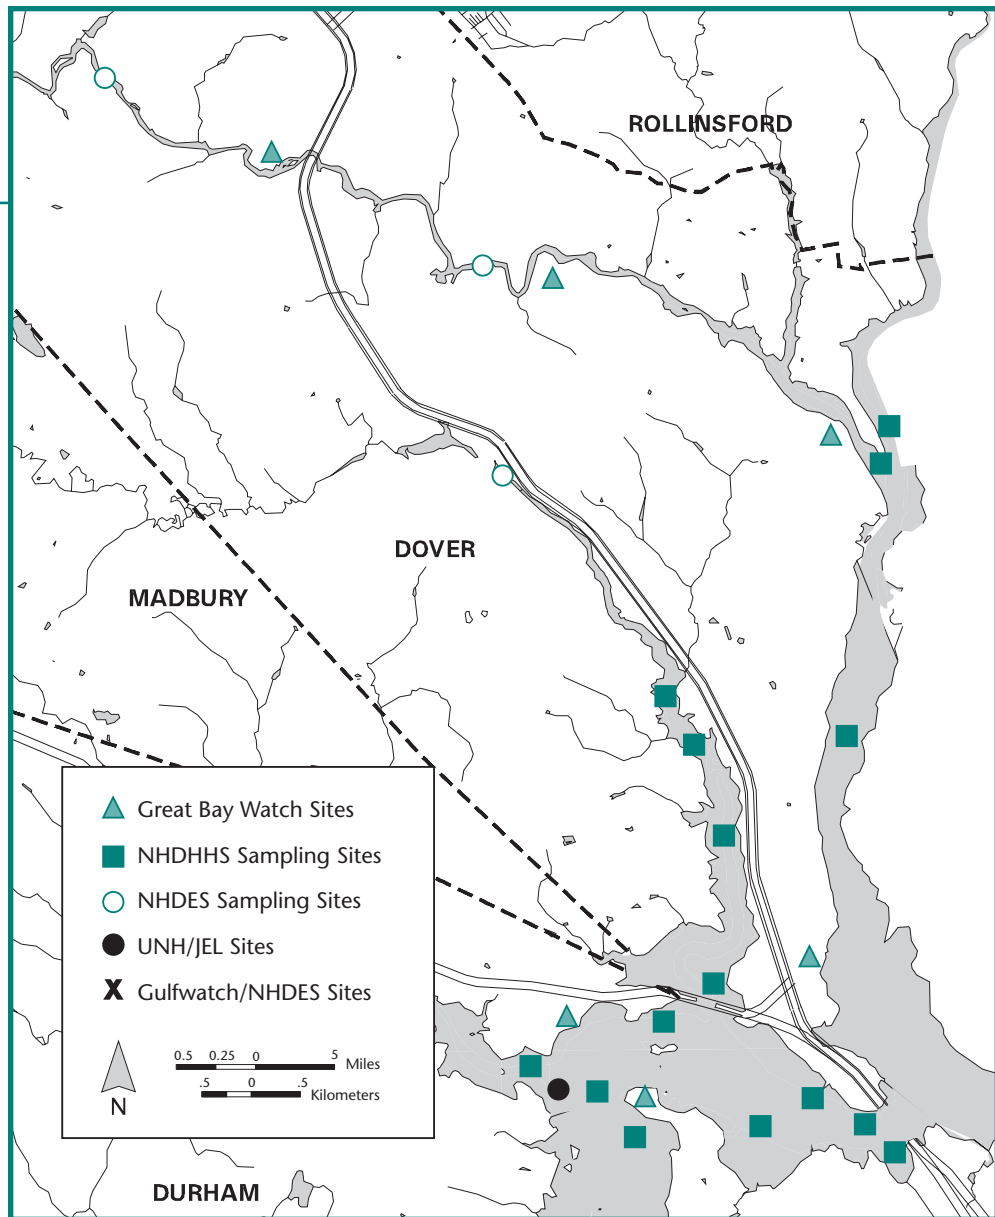 ROLLINSFORD
DOVER
MADBURY
Great Bay Watch Sites
NHDHHS Sampling Sites
NHDES Sampling Sites
UNH/JEL Sites
X Gulfwatch/NHDES Sites
0.5 0.25 0 5 Miles
.5 0 .5 Kilometers
N
DURHAM